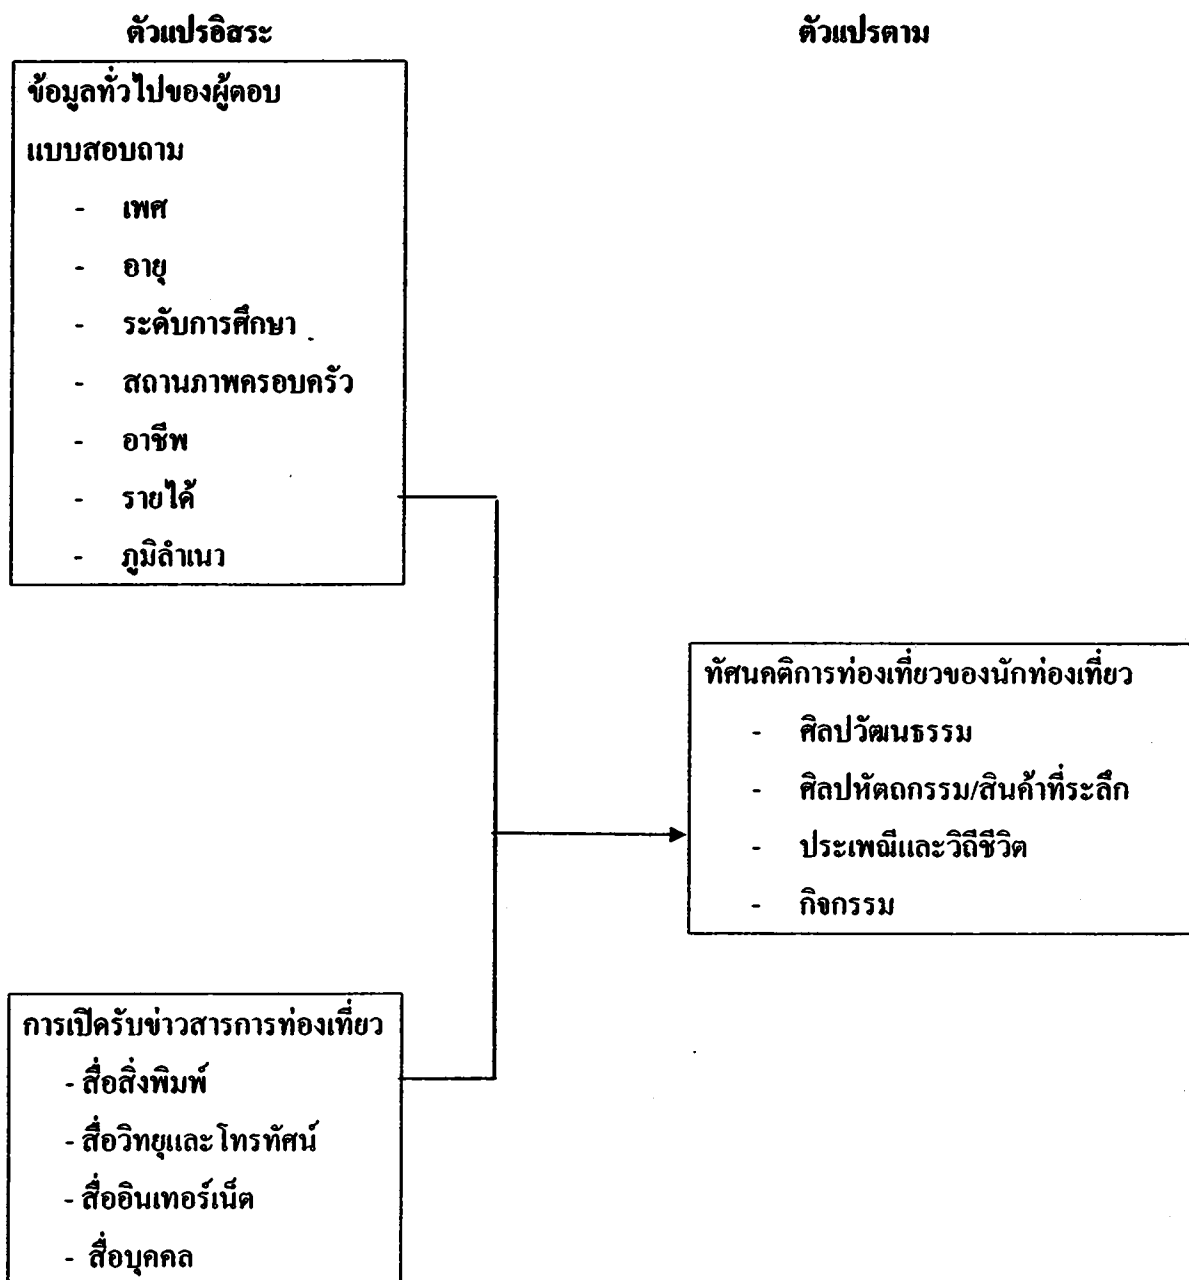 ตัวแปรอิสระ
ตัวแปรตาม
ข้อมูลทั่วไปของผู้ตอบ
แบบสอบถาม
- เพศ
- อายุ
- ระดับการศึกษา
- สถานภาพครอบครัว
- อาชีพ
- รายได้
- ภูมิลำเนว
ทัศนคติการท่องเที่ยวของนักท่องเที่ยว
- ศิลปวัฒนธรรม
- ศิลปหัตถกรรม/สินค้าที่ระลึก
- ประเพณีและวิถีชีวิต
- กิจกรรม
การเปิดรับข่าวสารการท่องเที่ยว
- สื่อสิ่งพิมพ์
- สื่อวิทยุและโทรทัศน์
- สื่ออินเทอร์เน็ต
- สื่อบุคคล